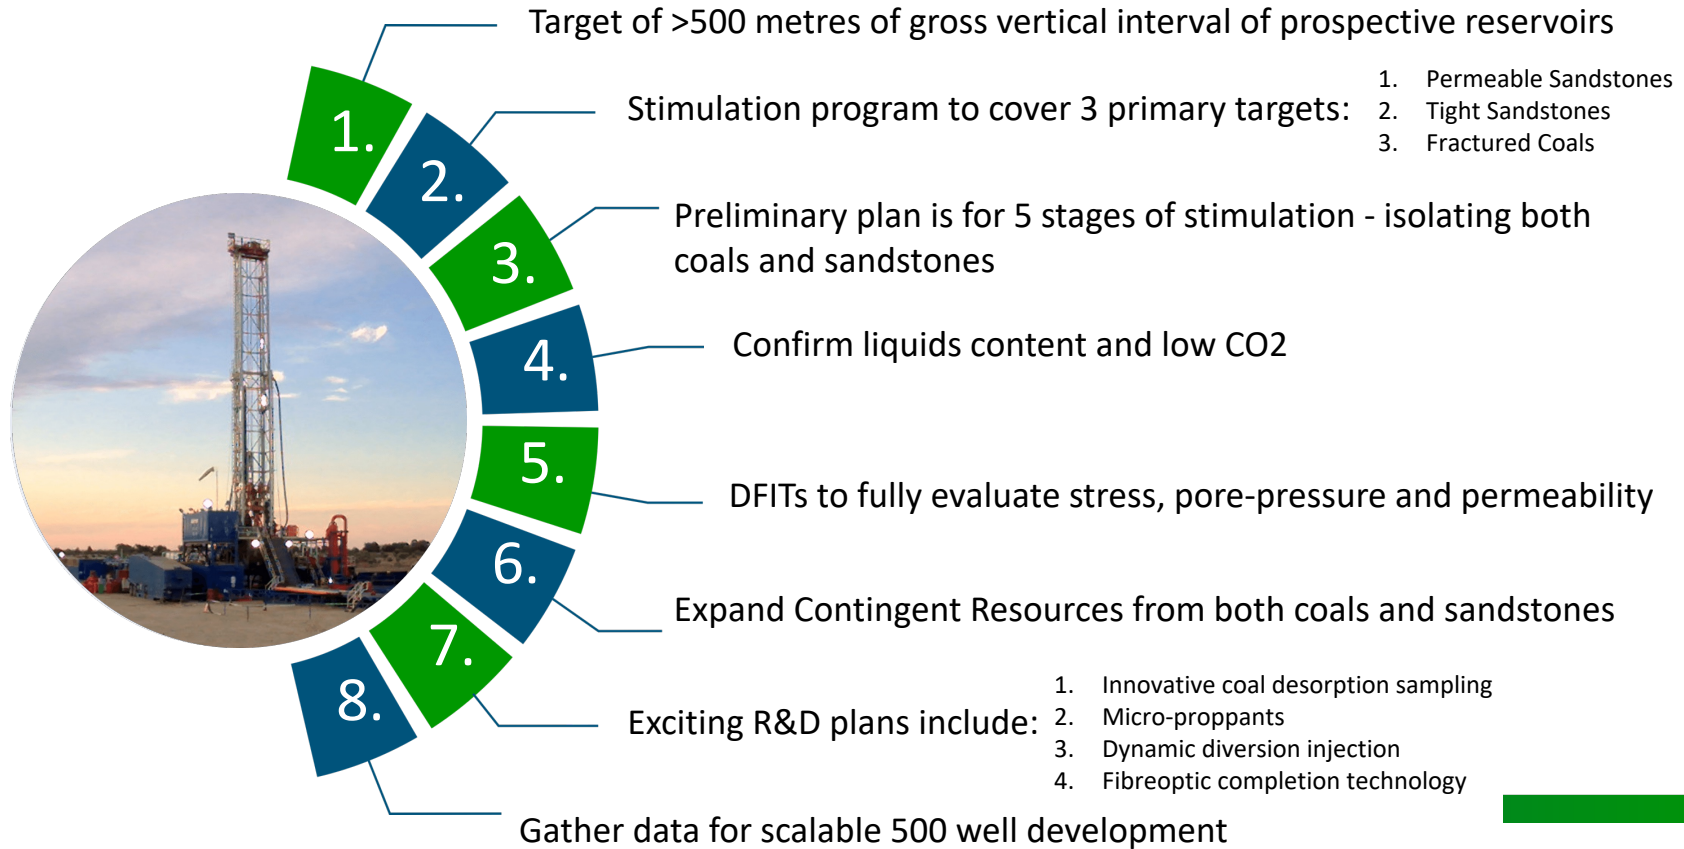 Target of >500 metres of gross vertical interval of prospective reservoirs
1.
Stimulation program to cover 3 primary targets:
1. Permeable Sandstones
2. Tight Sandstones
3. Fractured Coals
2.
Preliminary plan is for 5 stages of stimulation - isolating both
coals and sandstones
3.
Confirm liquids content and low CO2
4.
DFITs to fully evaluate stress, pore-pressure and permeability
5.
Expand Contingent Resources from both coals and sandstones
6.
Exciting R&D plans include:
1. Innovative coal desorption sampling
2. Micro-proppants
3. Dynamic diversion injection
4. Fibreoptic completion technology
7.
Gather data for scalable 500 well development
8.